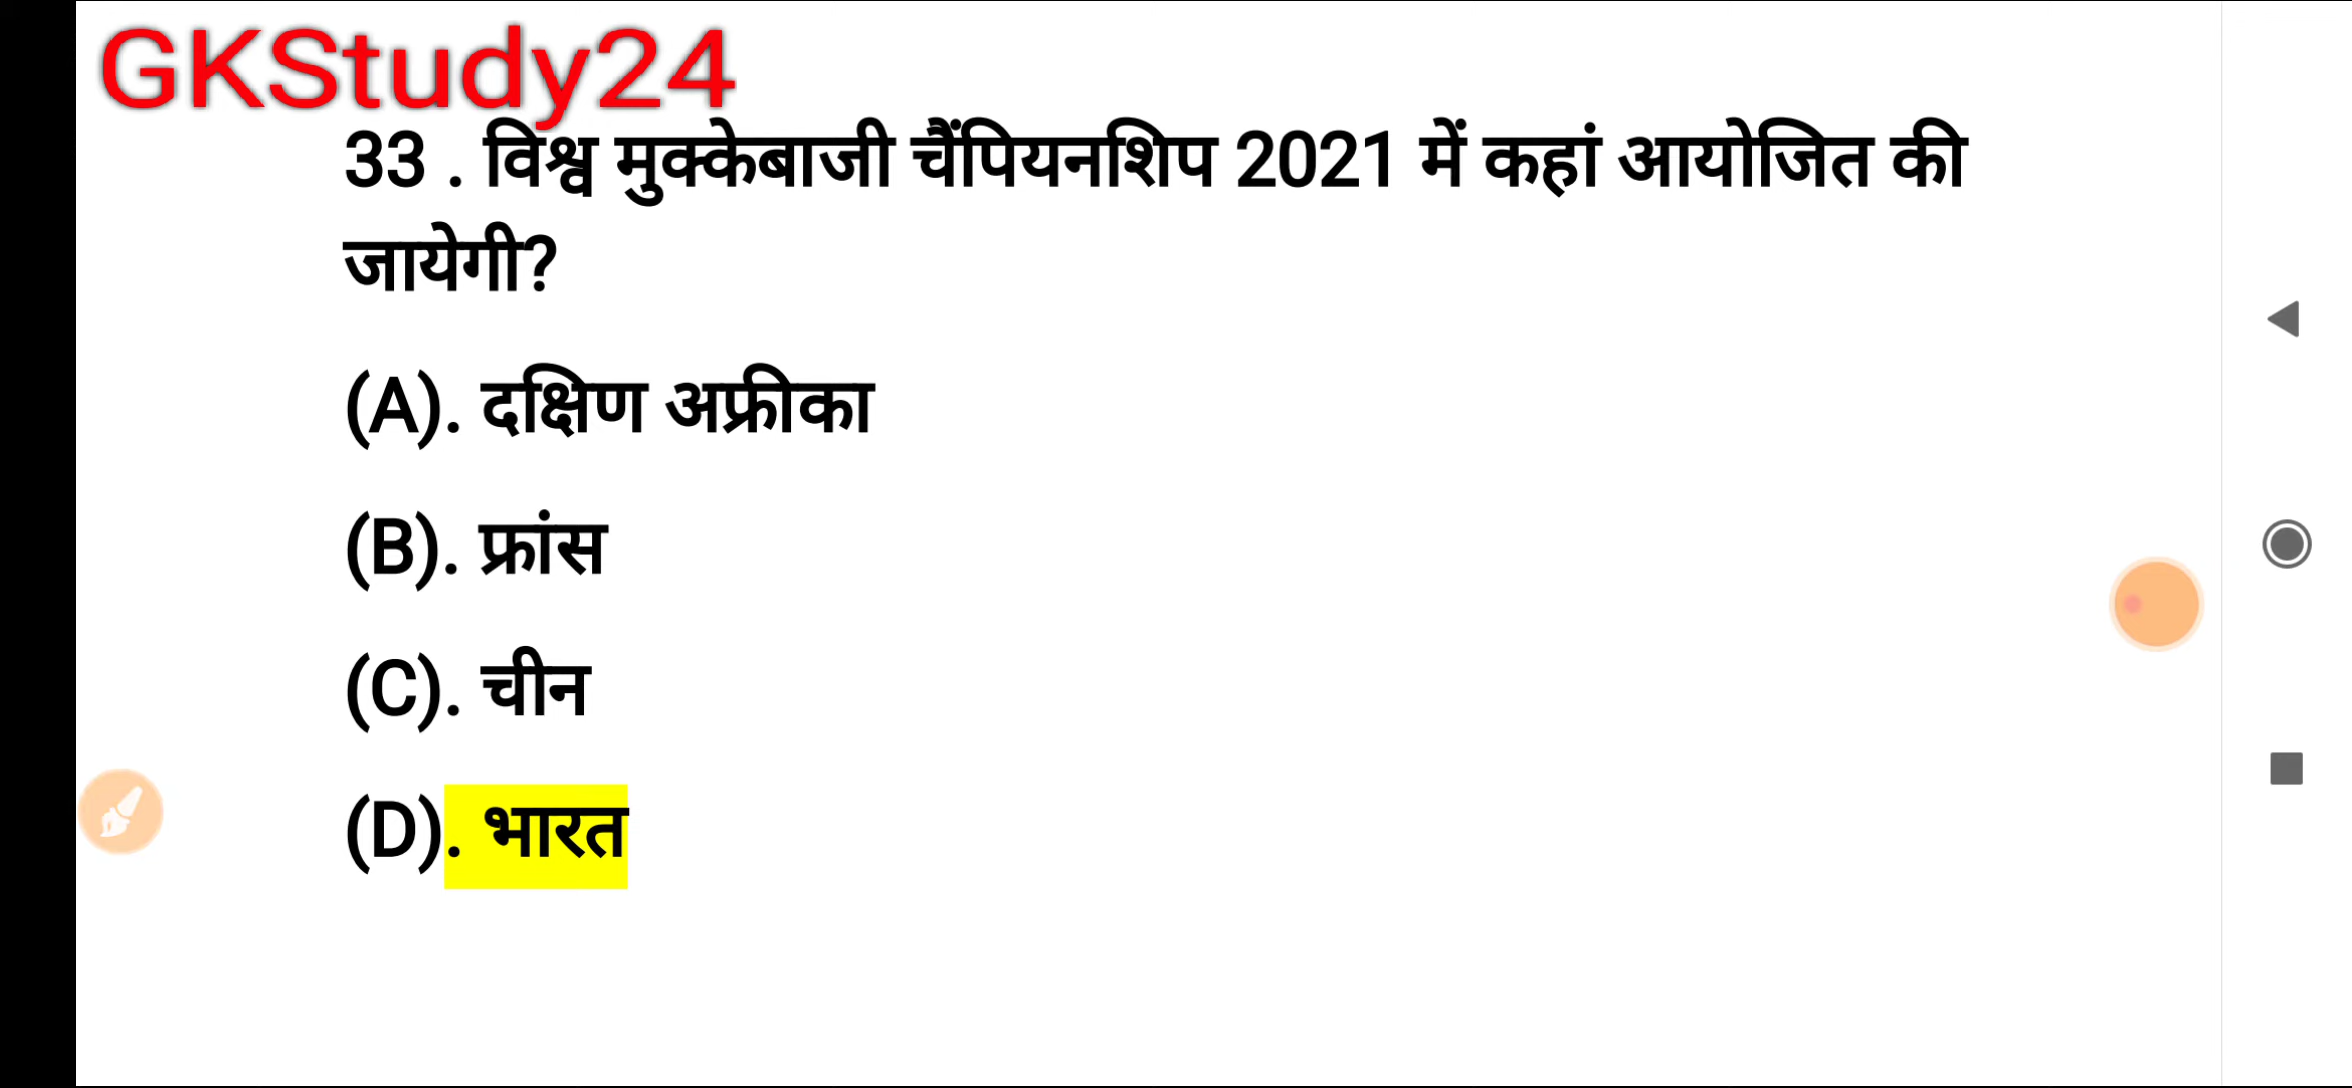 GKStudy24
33 . विश्व मुक्केबाजी चैंपियनशिप 2021 में कहां आयोजित की
जायेगी?
(A). दक्षिण अफ्रीका
(B). फ्रांस
(C). चीन
(D). भारत